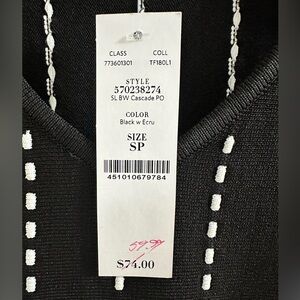 CLASS COLL
773601301 TF180L1
STYLE
570238274
SL BW Cascade PO
COLOR
Black w Ecru
SIZE
SP
451010679784
59.99
$74.00